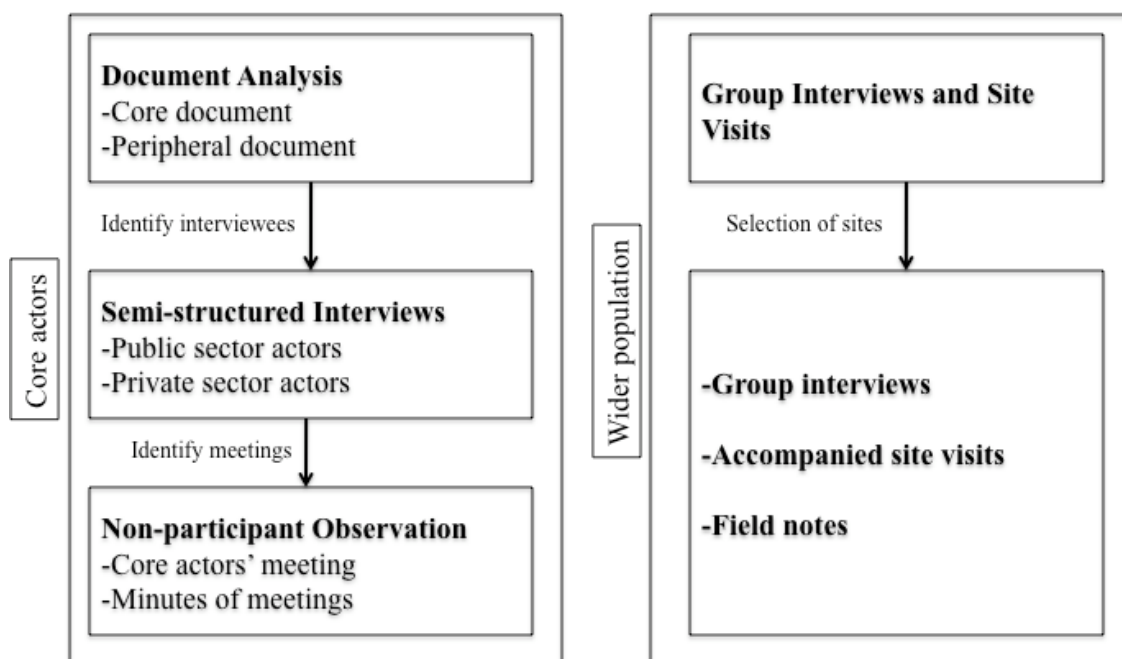 Core actors
Document Analysis
-Core document
-Peripheral document
Identify interviewees
Semi-structured Interviews
-Public sector actors
-Private sector actors
Identify meetings
Non-participant Observation
-Core actors’ meeting
-Minutes of meetings
Wider population
Group Interviews and Site
Visits
Selection of sites
-Group interviews
-Accompanied site visits
-Field notes